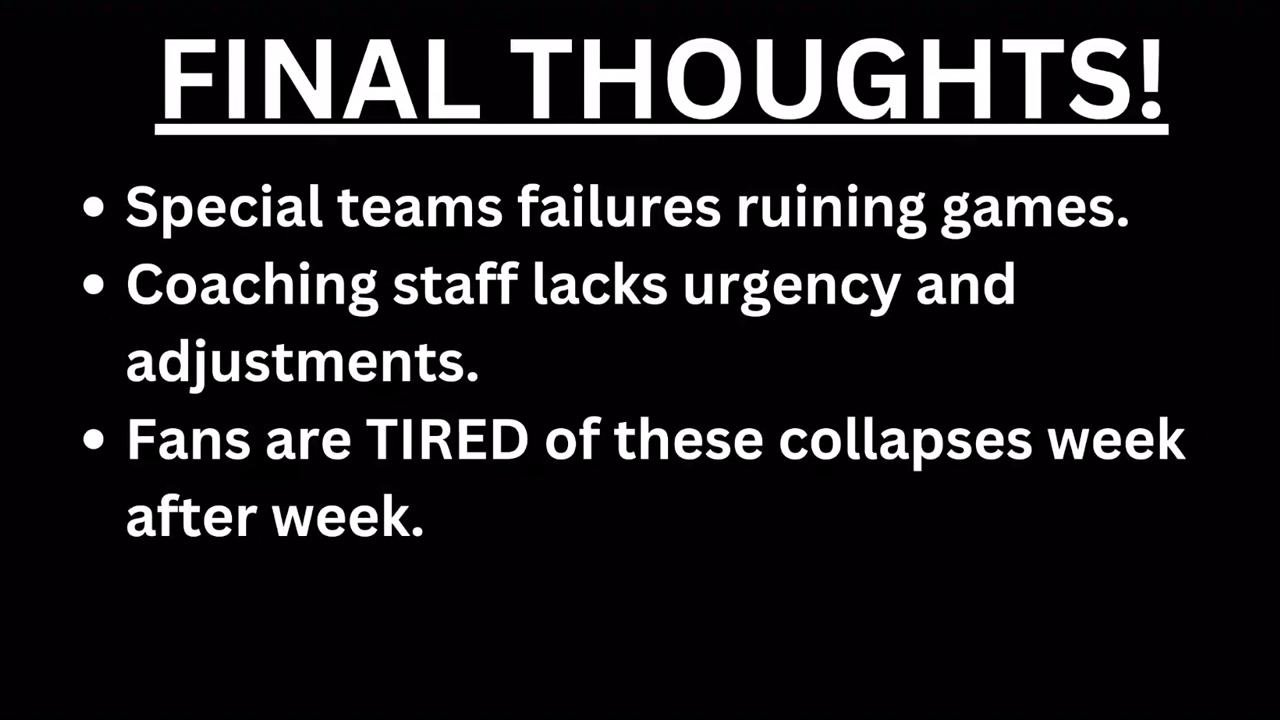 FINAL THOUGHTS!
• Special teams failures ruining games.
• Coaching staff lacks urgency and
adjustments.
• Fans are TIRED of these collapses week
after week.